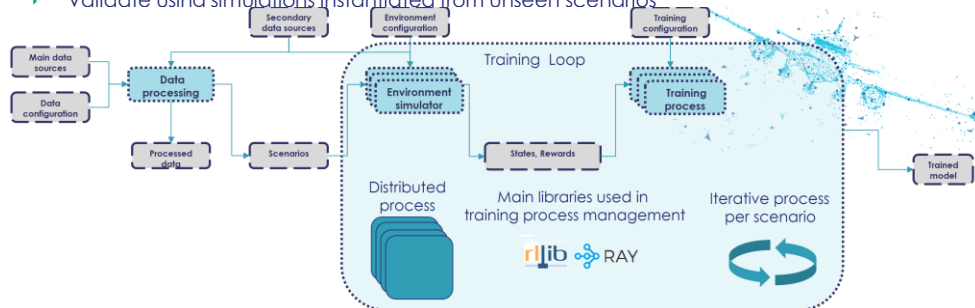 Validate using simulations instantiated from unseen scenarios
Secondary
data sources
Environment
configuration
Training
configuration
Training Loop
Main data
sources
Data
processing
Environment
simulator
Training
process
Data
configuration
Processed
data
Scenarios
States, Rewards
Trained
model
Distributed
process
Main libraries used in
training process management
Iterative process
per scenario
rllib
RAY